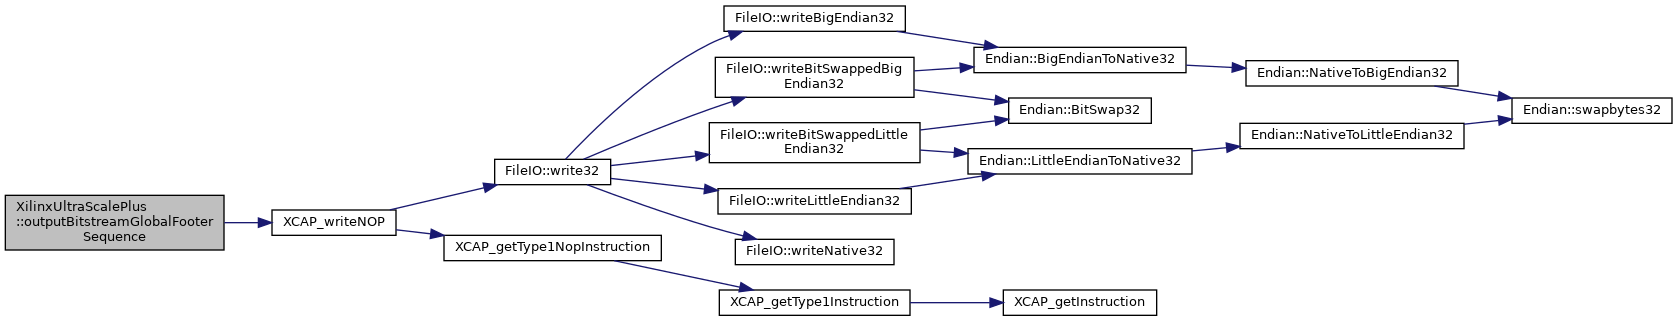 FileIO::writeBigEndian32
FileIO::writeBitSwappedBig
Endian32
FileIO::writeBitSwappedLittle
Endian32
FileIO::write32
FileIO::writeLittleEndian32
FileIO::writeNative32
XilinxUltraScalePlus
::outputBitstreamGlobalFooter
Sequence
XCAP_writeNOP
XCAP_getType1NopInstruction
XCAP_getType1Instruction
XCAP_getInstruction
Endian::BigEndianToNative32
Endian::BitSwap32
Endian::LittleEndianToNative32
Endian::NativeToBigEndian32
Endian::NativeToLittleEndian32
Endian::swapbytes32